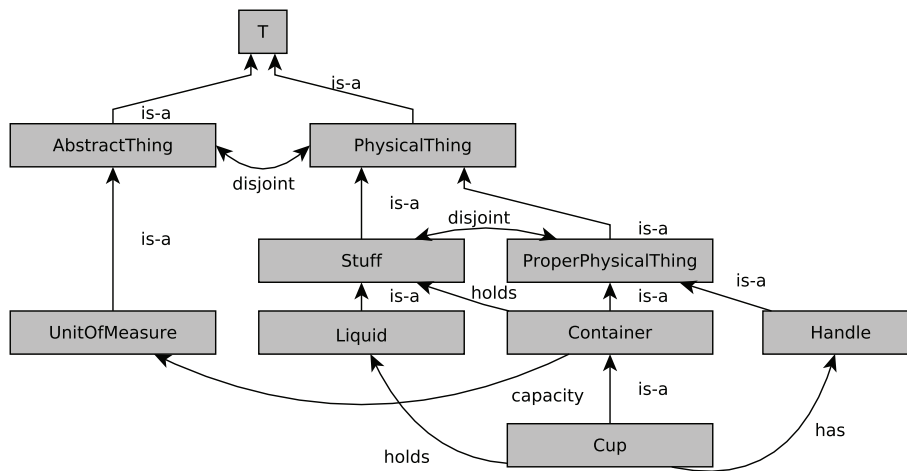 T
is-a
is-a
AbstractThing
PhysicalThing
disjoint
is-a
disjoint
is-a
is-a
Stuff
ProperPhysicalThing
is-a
holds
is-a
is-a
UnitOfMeasure
Liquid
Container
Handle
capacity
is-a
has
Cup
holds